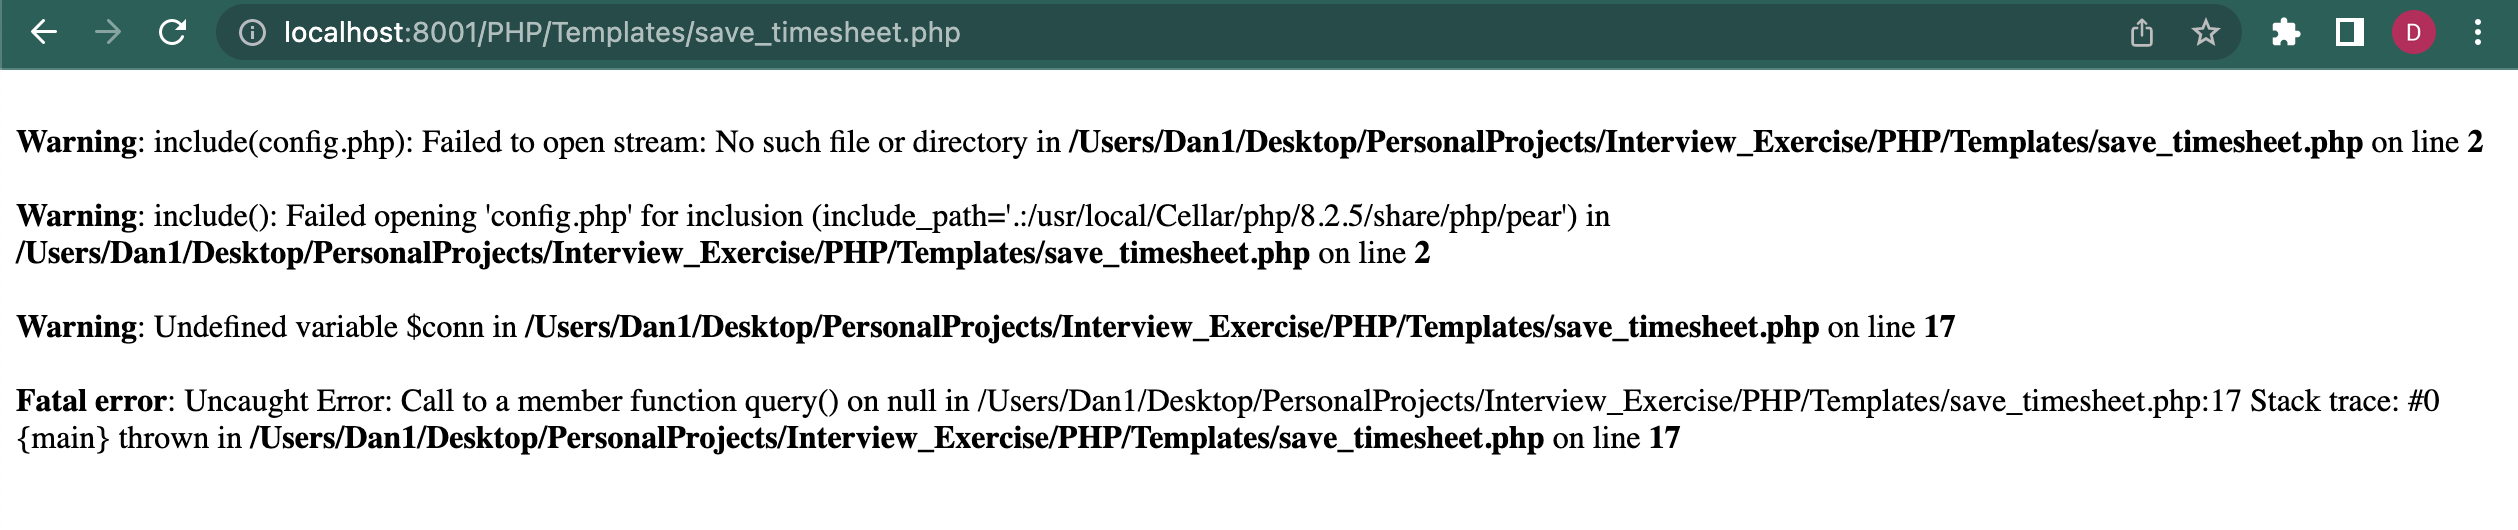 localhost:8001/PHP/Templates/save_timesheet.php
D
Warning: include(config.php): Failed to open stream: No such file or directory in /Users/Dan1/Desktop/PersonalProjects/Interview_Exercise/PHP/Templates/save_timesheet.php on line 2
Warning: include(): Failed opening 'config.php' for inclusion (include_path='.:/usr/local/Cellar/php/8.2.5/share/php/pear') in
/Users/Dan1/Desktop/PersonalProjects/Interview_Exercise/PHP/Templates/save_timesheet.php on line 2
Warning: Undefined variable $conn in /Users/Dan1/Desktop/PersonalProjects/Interview_Exercise/PHP/Templates/save_timesheet.php on line 17
Fatal error: Uncaught Error: Call to a member function query() on null in /Users/Dan1/Desktop/PersonalProjects/Interview_Exercise/PHP/Templates/save_timesheet.php:17 Stack trace: #0
{main} thrown in /Users/Dan1/Desktop/PersonalProjects/Interview_Exercise/PHP/Templates/save_timesheet.php on line 17